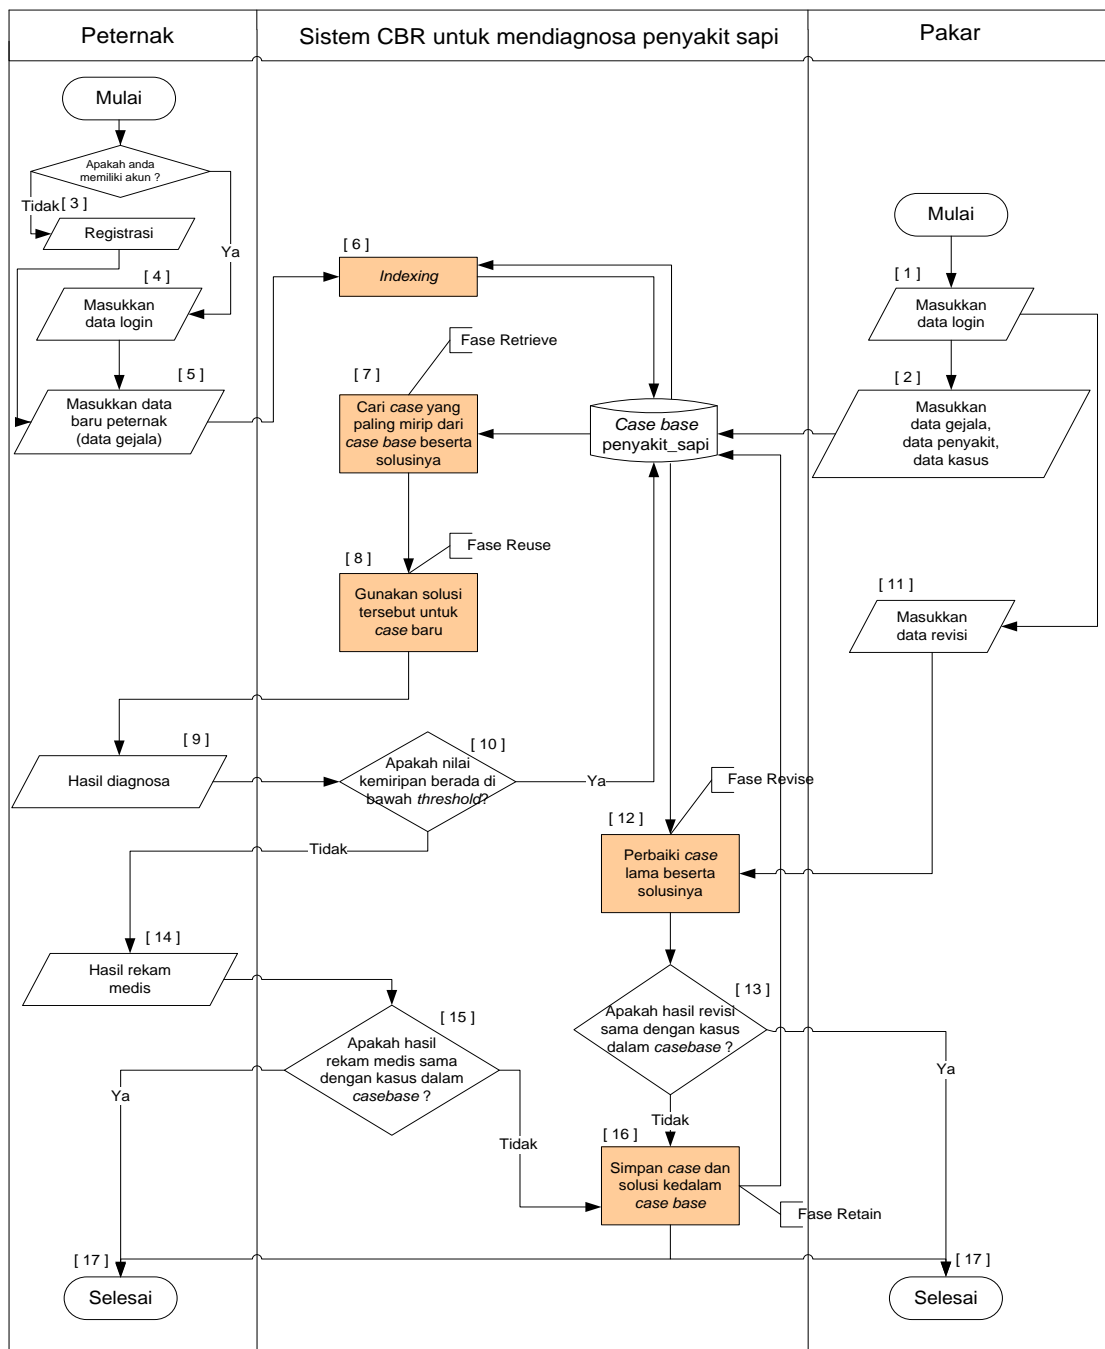 Peternak
Sistem CBR untuk mendiagnosa penyakit sapi
Pakar
Mulai
Apakah anda
memiliki akun ?
Tidak
[ 3 ]
Registrasi
Ya
[ 4 ]
Masukkan
data login
[ 5 ]
Masukkan data
baru peternak
(data gejala)
[ 6 ]
Indexing
Fase Retrieve
[ 7 ]
Cari case yang
paling mirip dari
case base beserta
solusinya
Case base
penyakit_sapi
Mulai
[ 1 ]
Masukkan
data login
[ 2 ]
Masukkan
data gejala,
data penyakit,
data kasus
Fase Reuse
[ 8 ]
Gunakan solusi
tersebut untuk
case baru
[ 11 ]
Masukkan
data revisi
[ 9 ]
Hasil diagnosa
[ 10 ]
Apakah nilai
kemiripan berada di
bawah threshold?
Ya
Tidak
Fase Revise
[ 12 ]
Perbaiki case
lama beserta
solusinya
[ 14 ]
Hasil rekam
medis
[ 13 ]
Apakah hasil revisi
sama dengan kasus
dalam casebase ?
[ 15 ]
Apakah hasil
rekam medis sama
dengan kasus dalam
casebase ?
Ya
Tidak
Tidak
Ya
[ 16 ]
Simpan case dan
solusi kedalam
case base
Fase Retain
[ 17 ]
Selesai
[ 17 ]
Selesai